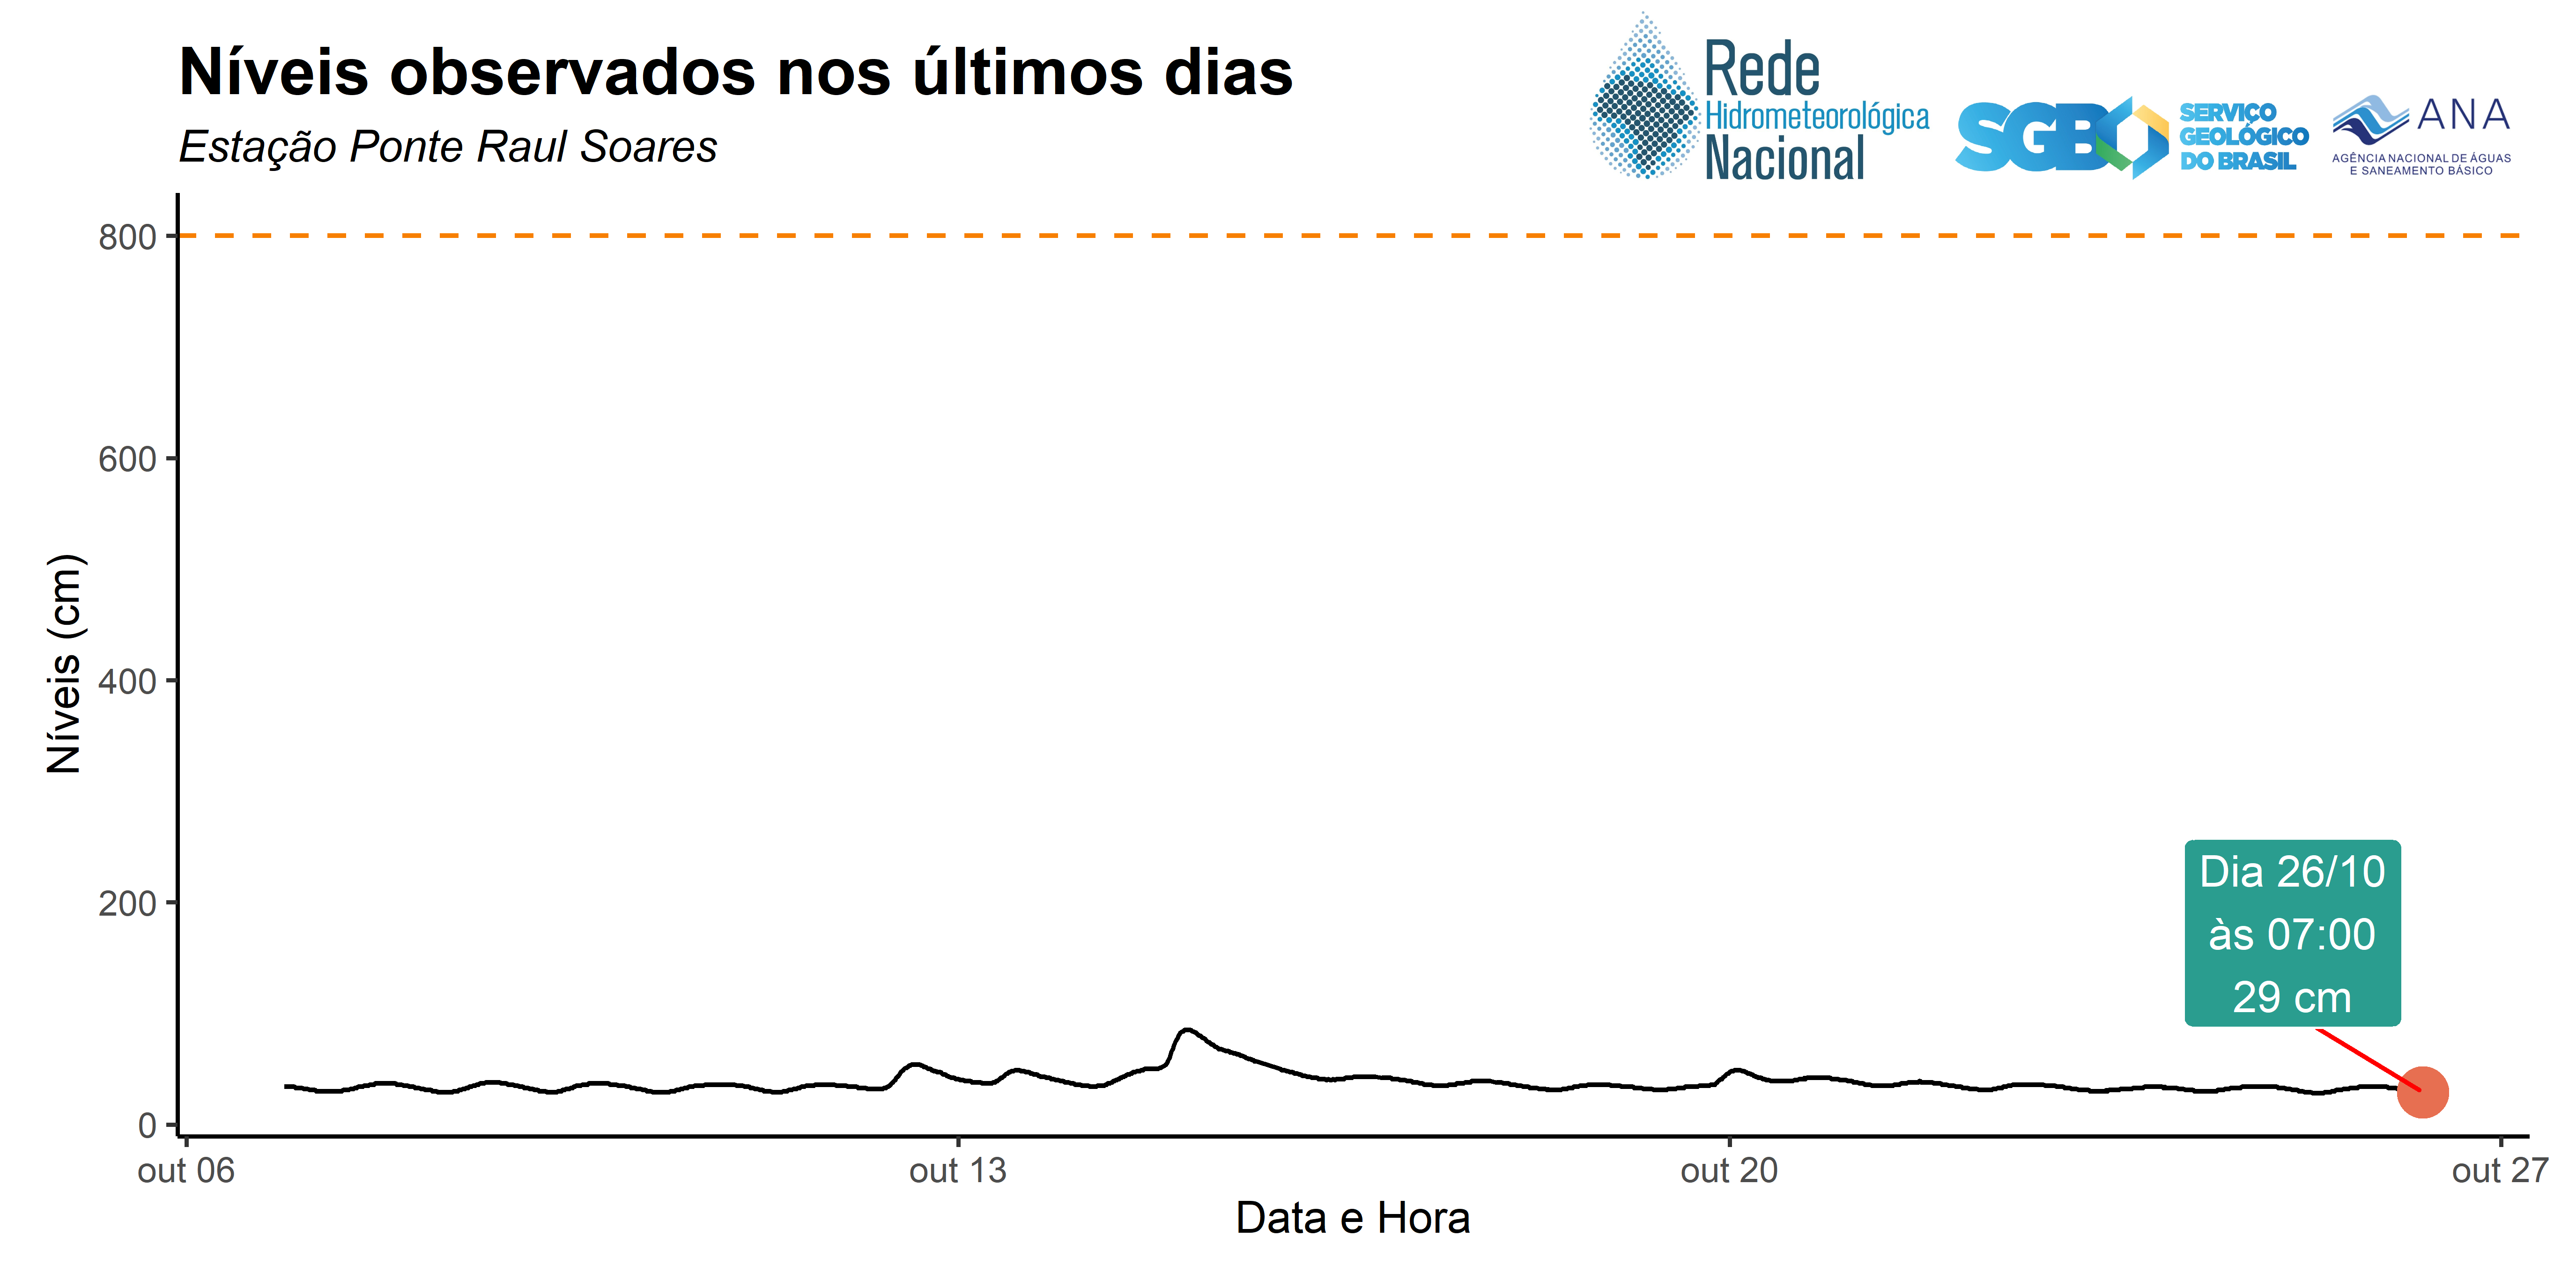 Níveis observados nos últimos dias
Estação Ponte Raul Soares
Rede
Hidrometeorológica
Nacional
SGB
SERVIÇO
GEOLÓGICO
DO BRASIL
ANA
AGÊNCIA NACIONAL DE ÁGUAS
E SANEAMENTO BÁSICO
Níveis (cm)
800
600
400
200
0
Dia 26/10
às 07:00
29 cm
out 06
out 13
out 20
out 27
Data e Hora